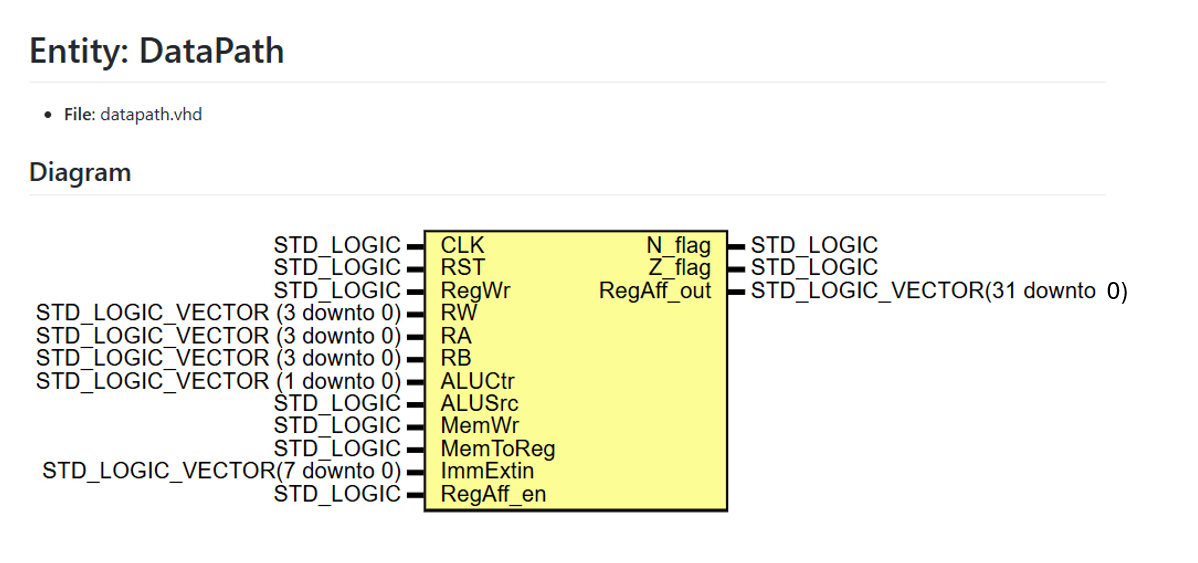 Entity: DataPath
• File: datapath.vhd
Diagram
STD_LOGIC CLK N_flag STD_LOGIC
STD_LOGIC RST Z_flag STD_LOGIC
STD_LOGIC RegWr RegAff_out STD_LOGIC_VECTOR(31 downto 0)
STD_LOGIC_VECTOR (3 downto 0) RW
STD_LOGIC_VECTOR (3 downto 0) RA
STD_LOGIC_VECTOR (3 downto 0) RB
STD_LOGIC_VECTOR (1 downto 0) ALUCtr
STD_LOGIC ALUSrc
STD_LOGIC MemWr
STD_LOGIC MemToReg
STD_LOGIC_VECTOR(7 downto 0) ImmExtin
STD_LOGIC RegAff_en